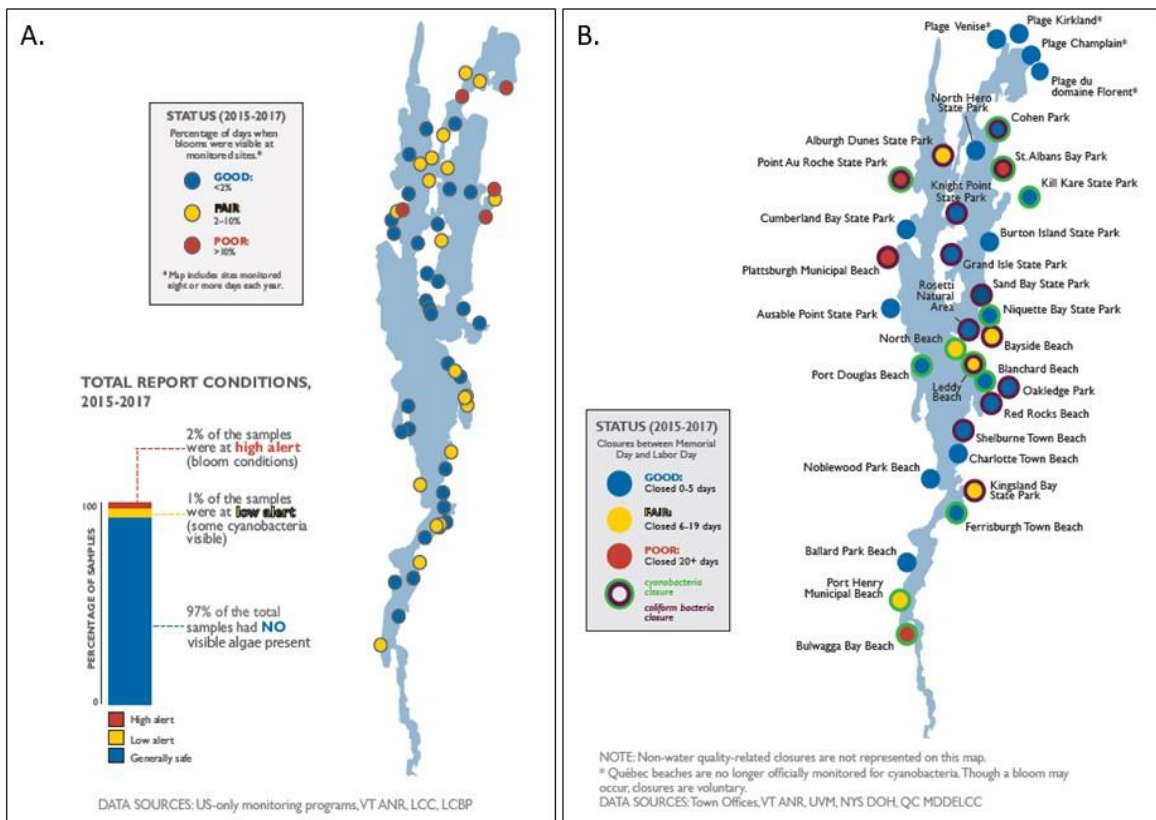 A.
STATUS (2015-2017)
Percentage of days when
blooms were visible at
monitored sites.*
GOOD:
<2%
FAIR
2–10%
POOR:
>10%
* Map includes sites monitored
eight or more days each year.
TOTAL REPORT CONDITIONS,
2015-2017
2% of the samples
were at high alert
(bloom conditions)
1% of the samples
were at low alert
(some cyanobacteria
visible)
97% of the total
samples had NO
visible algae present
100
PERCENTAGE OF SAMPLES
0
High alert
Low alert
Generally safe
DATA SOURCES: US-only monitoring programs, VT ANR, LCC, LCBP
B.
Plage Kirkland*
Plage Venise*
Plage Champlain*
Plage du
domaine Florent*
North Hero
State Park
Cohen Park
Alburgh Dunes State Park
St. Albans Bay Park
Point Au Roche State Park
Kill Kare State Park
Knight Point
State Park
Cumberland Bay State Park
Burton Island State Park
Plattsburgh Municipal Beach
Grand Isle State Park
Sand Bay State Park
Rosetti
Natural
Area
Niquette Bay State Park
Ausable Point State Park
North Beach
Bayside Beach
Port Douglas Beach
Leddy
Beach
Blanchard Beach
Oakledge Park
Red Rocks Beach
Shelburne Town Beach
Charlotte Town Beach
Noblewood Park Beach
Kingsland Bay
State Park
Ferrisburgh Town Beach
Ballard Park Beach
Port Henry
Municipal Beach
Bulwagga Bay Beach
STATUS (2015-2017)
Closures between Memorial
Day and Labor Day
GOOD:
Closed 0-5 days
FAIR:
Closed 6-19 days
POOR:
Closed 20+ days
cyanobacteria
closure
coliform bacteria
closure
NOTE: Non-water quality-related closures are not represented on this map.
* Québec beaches are no longer officially monitored for cyanobacteria. Though a bloom may
occur, closures are voluntary.
DATA SOURCES: Town Offices, VT ANR, UVM, NYS DOH, QC MDDELCC